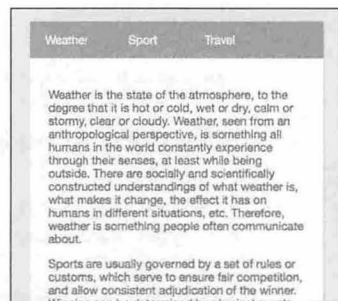 Weather Sport Travel
Weather is the state of the atmosphere, to the
degree that it is hot or cold, wet or dry, calm or
stormy, clear or cloudy. Weather, seen from an
anthropological perspective, is something all
humans in the world constantly experience
through their senses, at least while being
outside. There are socially and scientifically
constructed understandings of what weather is,
what makes it change, the effect it has on
humans in different situations, etc. Therefore,
weather is something people often communicate
about.
Sports are usually governed by a set of rules or
customs, which serve to ensure fair competition,
and allow consistent adjudication of the winner.